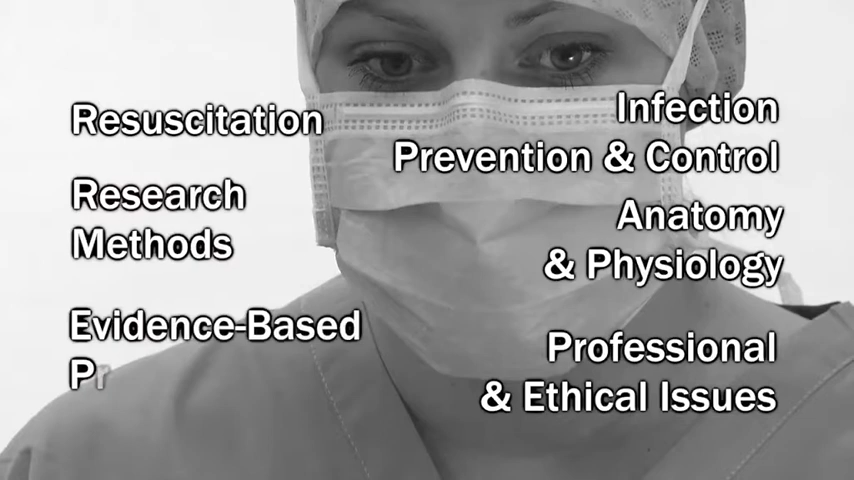 Resuscitation
Research
Methods
Evidence-Based
Pr
Infection
Prevention & Control
Anatomy
& Physiology
Professional
& Ethical Issues